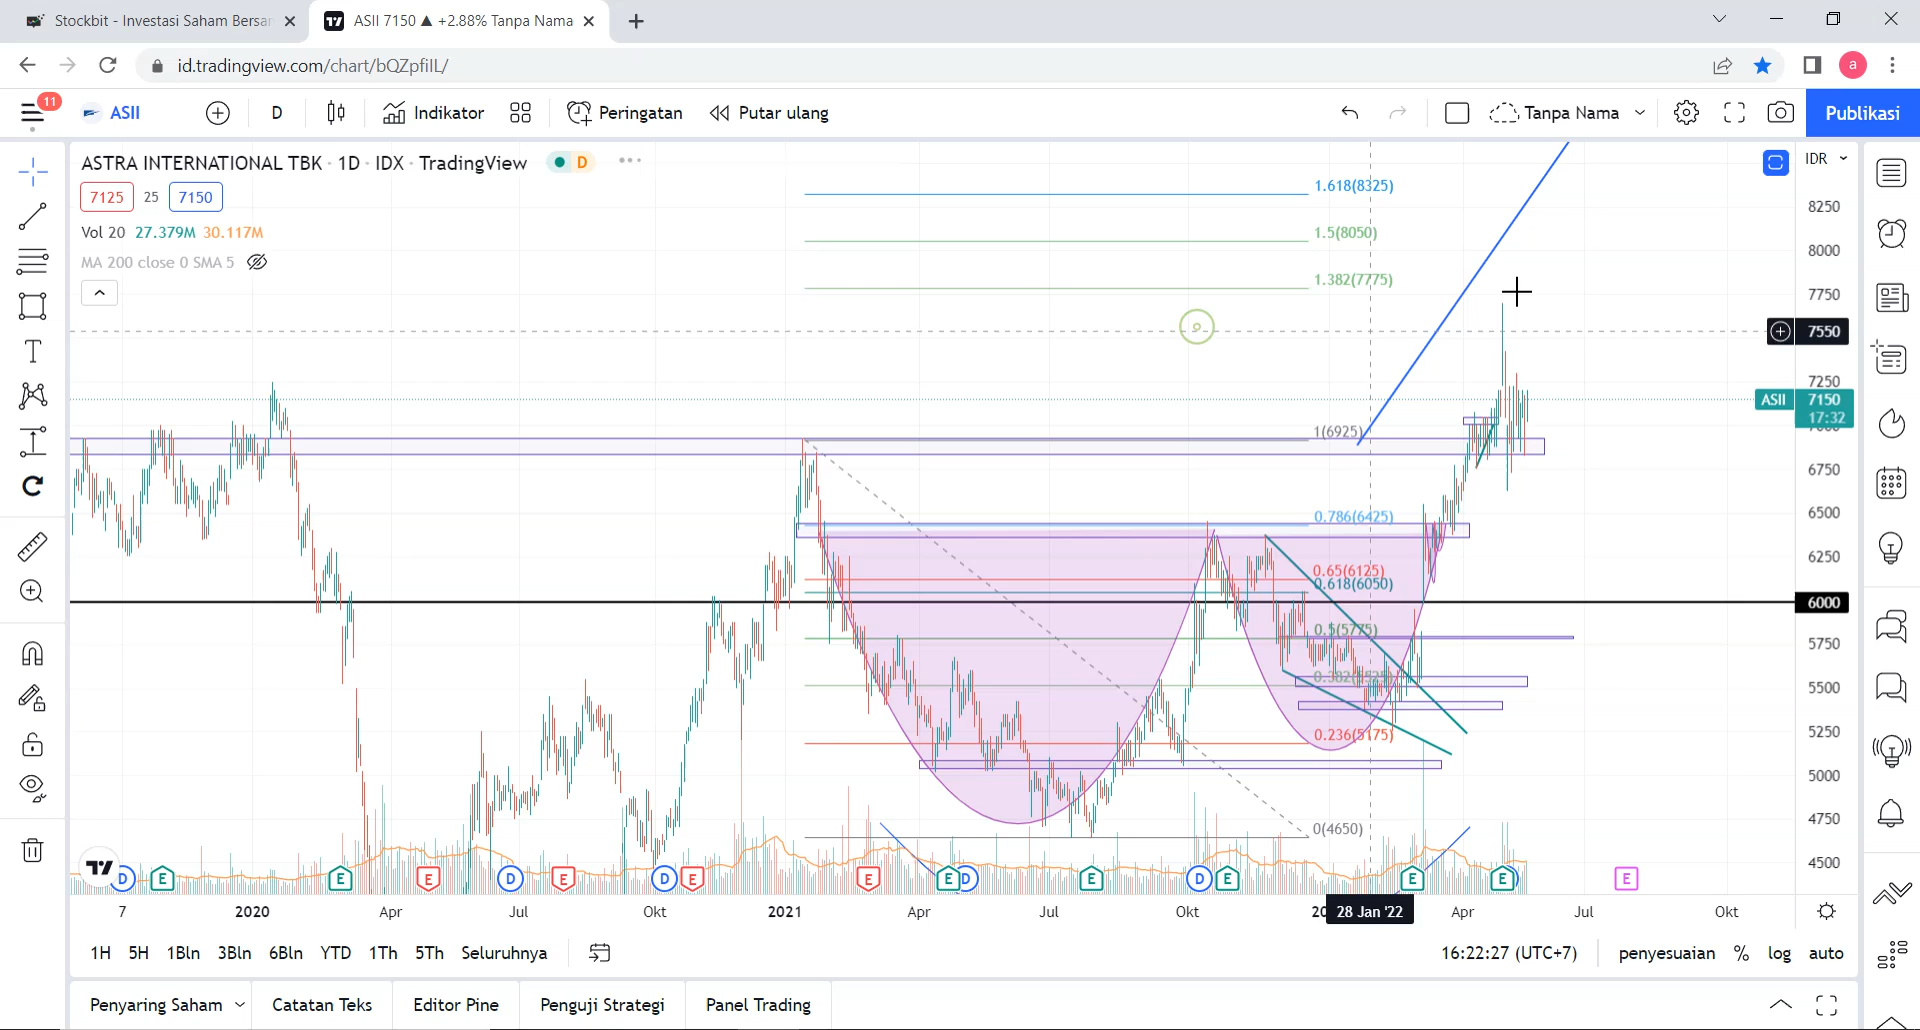 Stockbit - Investasi Saham Bersar
ASII 7150 ▲ +2.88% Tanpa Nama
id.tradingview.com/chart/bQZpfilL/
a
11
ASII
D
Indikator
Peringatan
Putar ulang
Tanpa Nama
Publikasi
ASTRA INTERNATIONAL TBK · 1D · IDX · TradingView
D
IDR
7125
25
7150
Vol 20 27.379M 30.117M
MA 200 close 0 SMA 5
1.618(8325)
1.5(8050)
1.382(7775)
1(6925)
0.786(6425)
0.65(6125)
0.618(6050)
0.5(5775)
0.382(5525)
0.236(5175)
0(4650)
8250
8000
7750
7550
7250
ASII 7150
17:32
7000
6750
6500
6250
6000
5750
5500
5250
5000
4750
4500
D E E E D E D E E E D E D E E E E
7 2020 Apr Jul Okt 2021 Apr Jul Okt 20 28 Jan '22 Apr Jul Okt
1H 5H 1Bln 3Bln 6Bln YTD 1Th 5Th Seluruhnya
16:22:27 (UTC+7)
penyesuaian % log auto
Penyaring Saham
Catatan Teks
Editor Pine
Penguji Strategi
Panel Trading